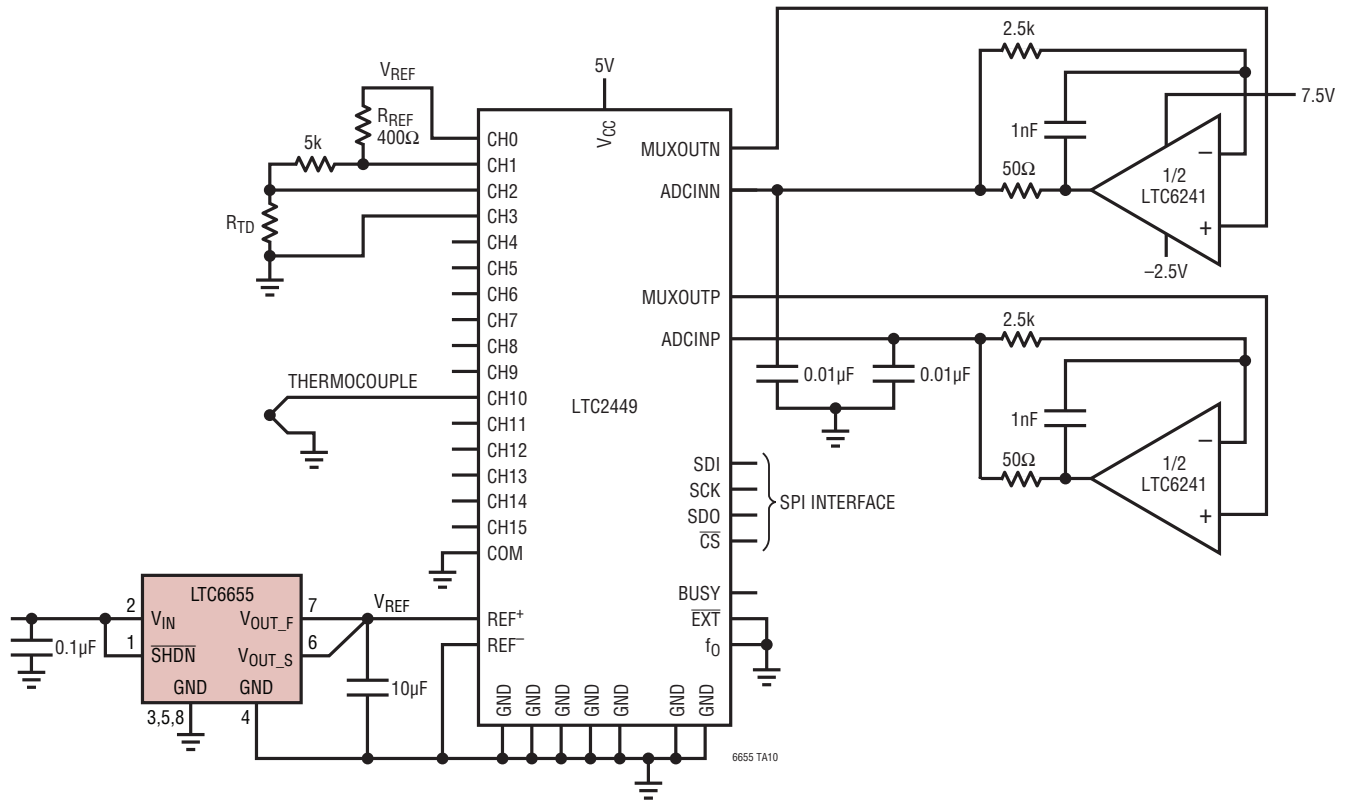 2.5k
5V
VREF
7.5V
VCC
RREF
400Ω
CH0
1nF
5k
CH1
MUXOUTN
–
CH2
ADCINN
50Ω
1/2
LTC6241
RTD
CH3
+
CH4
–2.5V
CH5
CH6
MUXOUTP
CH7
2.5k
CH8
ADCINP
CH9
0.01µF
0.01µF
THERMOCOUPLE
CH10
LTC2449
1nF
CH11
–
CH12
50Ω
1/2
LTC6241
SDI
CH13
SCK
SPI INTERFACE
CH14
SDO
+
CH15
CS
COM
LTC6655
BUSY
2
VIN
VOUT_F
7
VREF
REF+
EXT
0.1µF
1
SHDN
VOUT_S
6
REF–
fO
GND
GND
10µF
GND
GND
GND
GND
GND
GND
GND
3,5,8
4
6655 TA10